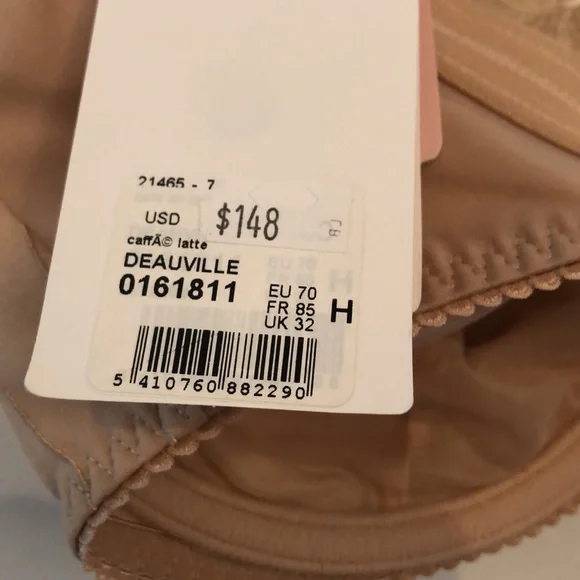 21465 - 7
USD $148
caffÃ© latte
DEAUVILLE
0161811
EU 70
FR 85 H
UK 32
5 410760 882290